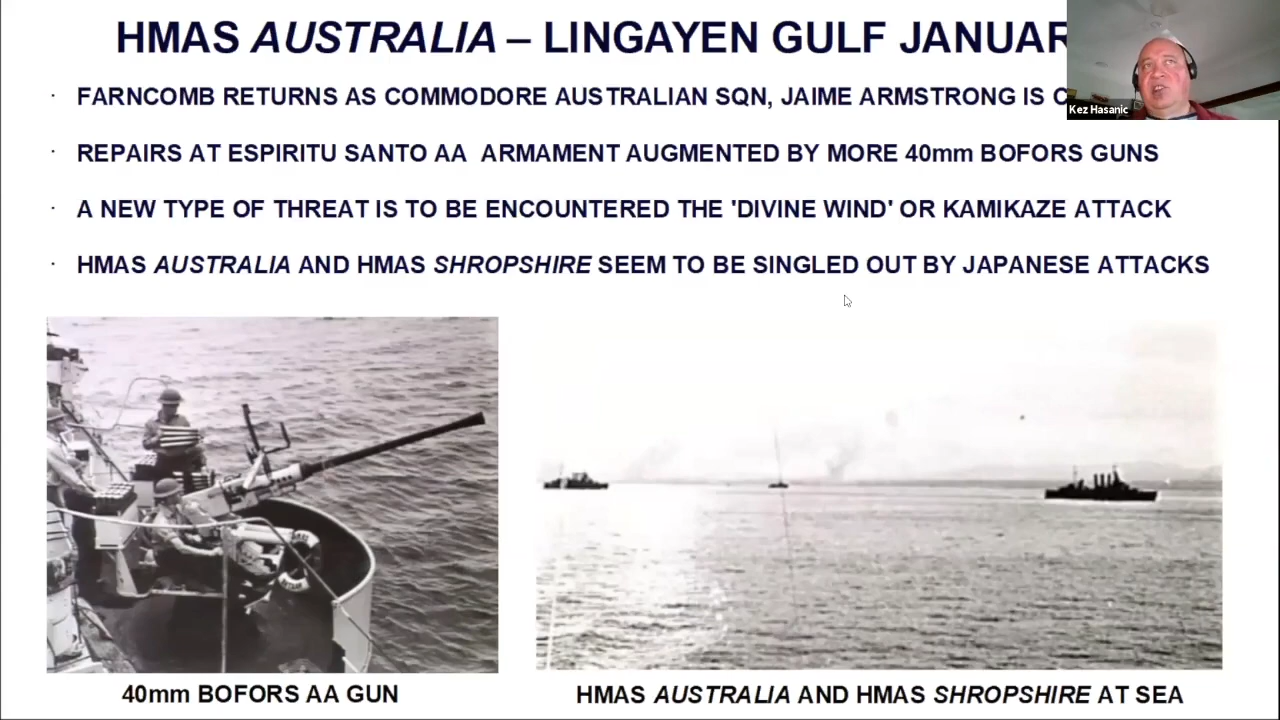 HMAS AUSTRALIA – LINGAYEN GULF JANUAR
· FARNCOMB RETURNS AS COMMODORE AUSTRALIAN SQN, JAIME ARMSTRONG IS C
Kez Hasanic
· REPAIRS AT ESPIRITU SANTO AA ARMAMENT AUGMENTED BY MORE 40mm BOFORS GUNS
· A NEW TYPE OF THREAT IS TO BE ENCOUNTERED THE 'DIVINE WIND' OR KAMIKAZE ATTACK
· HMAS AUSTRALIA AND HMAS SHROPSHIRE SEEM TO BE SINGLED OUT BY JAPANESE ATTACKS
40mm BOFORS AA GUN
HMAS AUSTRALIA AND HMAS SHROPSHIRE AT SEA